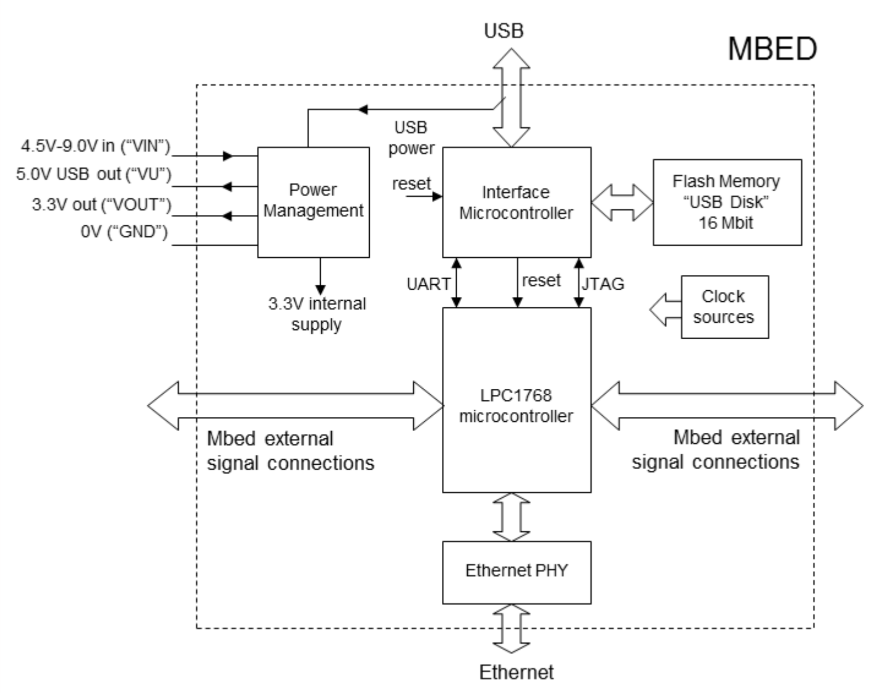 USB
MBED
4.5V-9.0V in (“VIN”)
5.0V USB out (“VU”)
3.3V out (“VOUT”)
0V (“GND”)
Power
Management
USB
power
reset
Interface
Microcontroller
Flash Memory
“USB Disk”
16 Mbit
3.3V internal
supply
UART
reset
JTAG
Clock
sources
LPC1768
microcontroller
Mbed external
signal connections
Mbed external
signal connections
Ethernet PHY
Ethernet